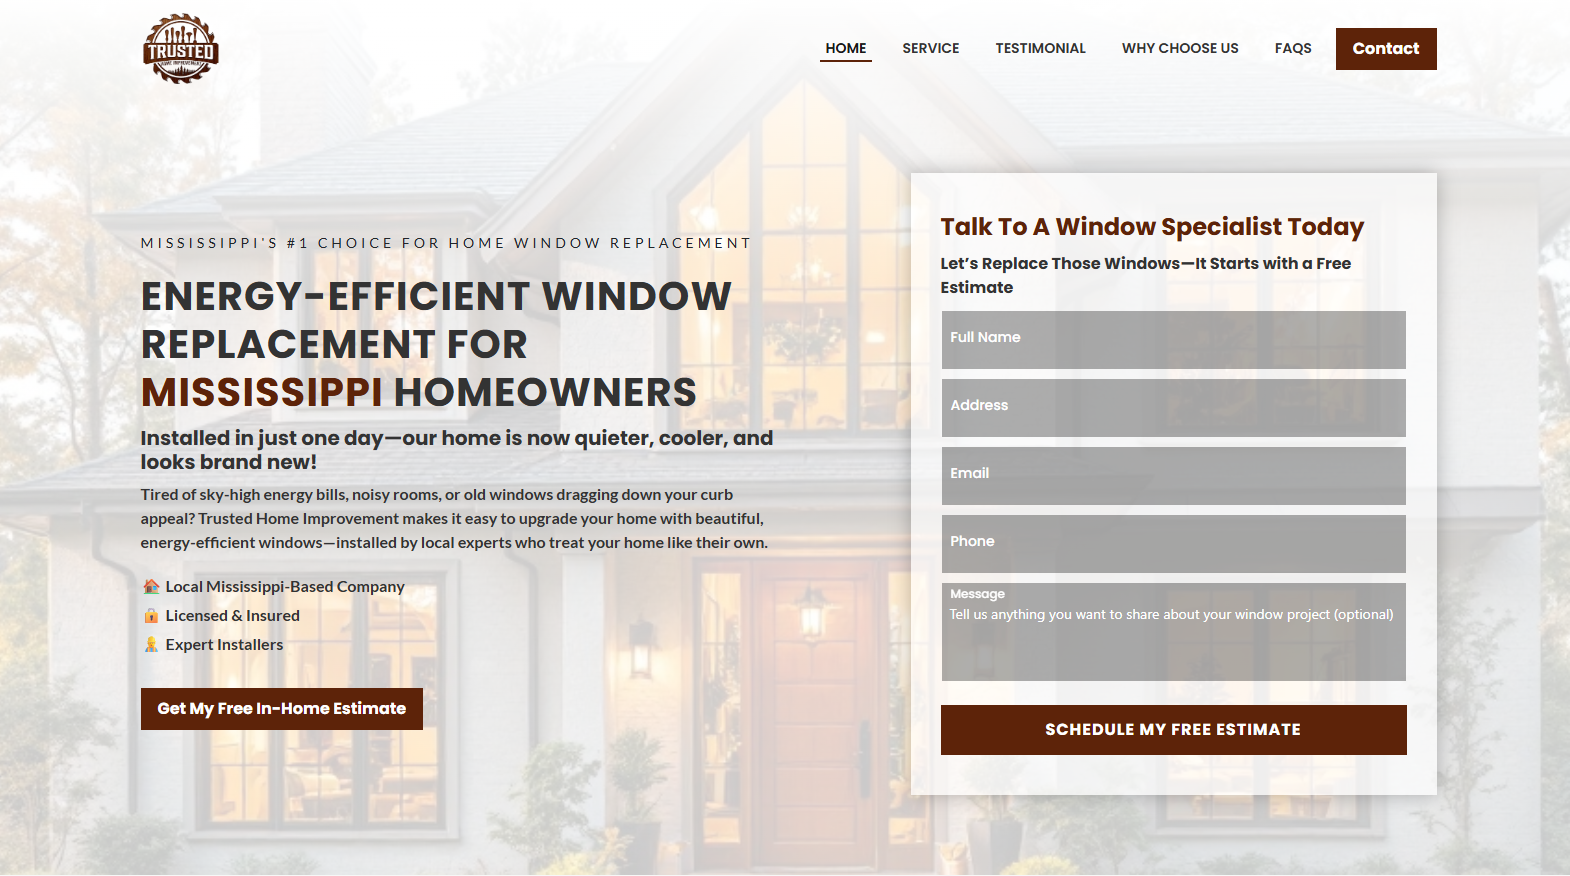 TRUSTED
HOME IMPROVEMENT
HOME
SERVICE
TESTIMONIAL
WHY CHOOSE US
FAQS
Contact
MISSISSIPPI'S #1 CHOICE FOR HOME WINDOW REPLACEMENT
ENERGY-EFFICIENT WINDOW
REPLACEMENT FOR
MISSISSIPPI HOMEOWNERS
Installed in just one day—our home is now quieter, cooler, and
looks brand new!
Tired of sky-high energy bills, noisy rooms, or old windows dragging down your curb
appeal? Trusted Home Improvement makes it easy to upgrade your home with beautiful,
energy-efficient windows—installed by local experts who treat your home like their own.
🏠 Local Mississippi-Based Company
🔒 Licensed & Insured
👷 Expert Installers
Get My Free In-Home Estimate
Talk To A Window Specialist Today
Let’s Replace Those Windows—It Starts with a Free
Estimate
Full Name
Address
Email
Phone
Message
Tell us anything you want to share about your window project (optional)
SCHEDULE MY FREE ESTIMATE